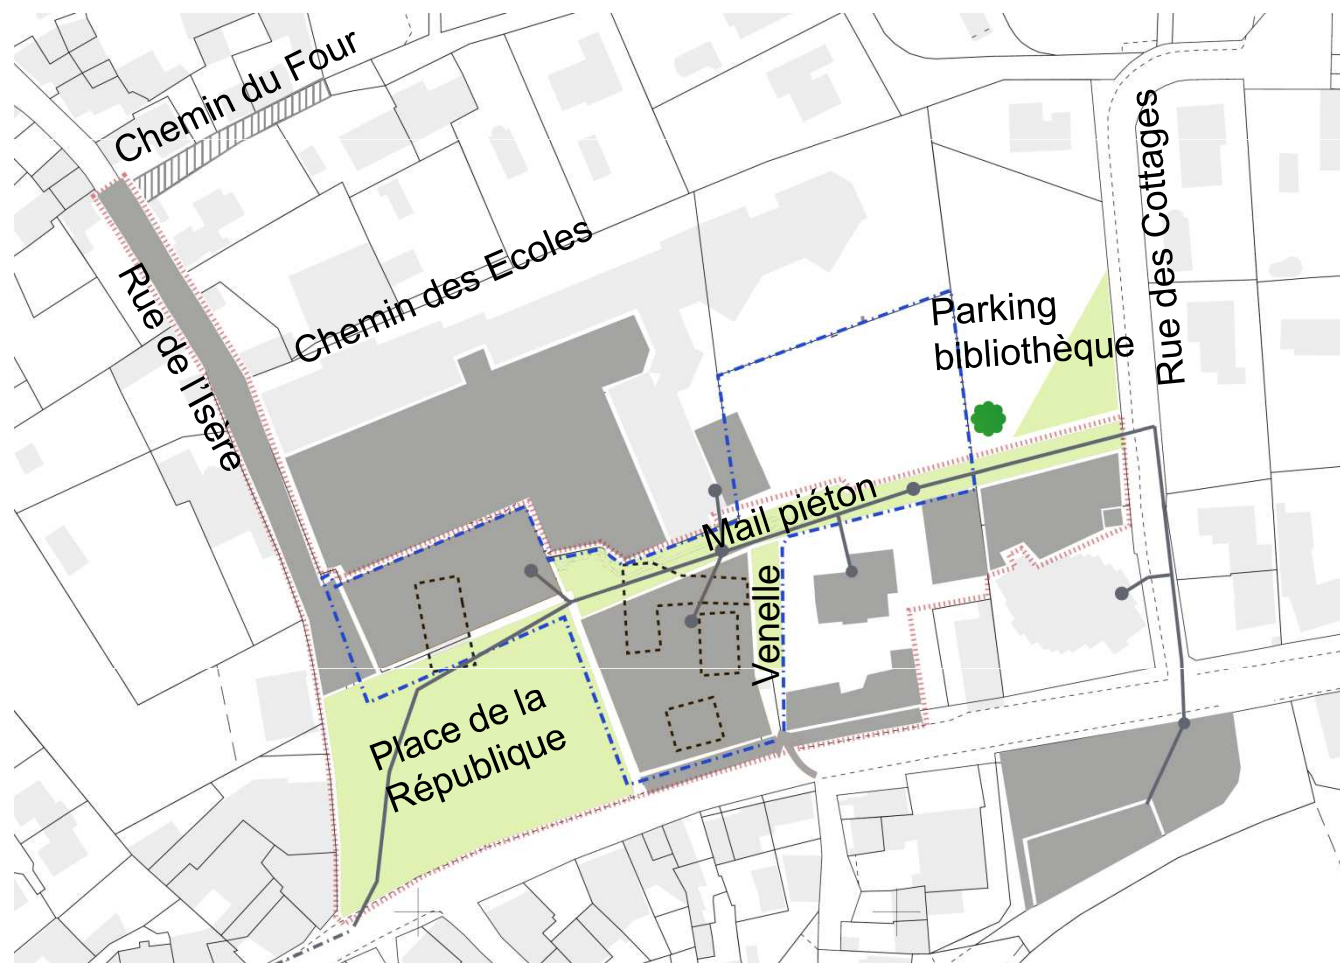 Chemin du Four
Rue des Cottages
Chemin des Ecoles
Rue de l'Isère
Parking
bibliothèque
Mail piéton
Venelle
Place de la
République